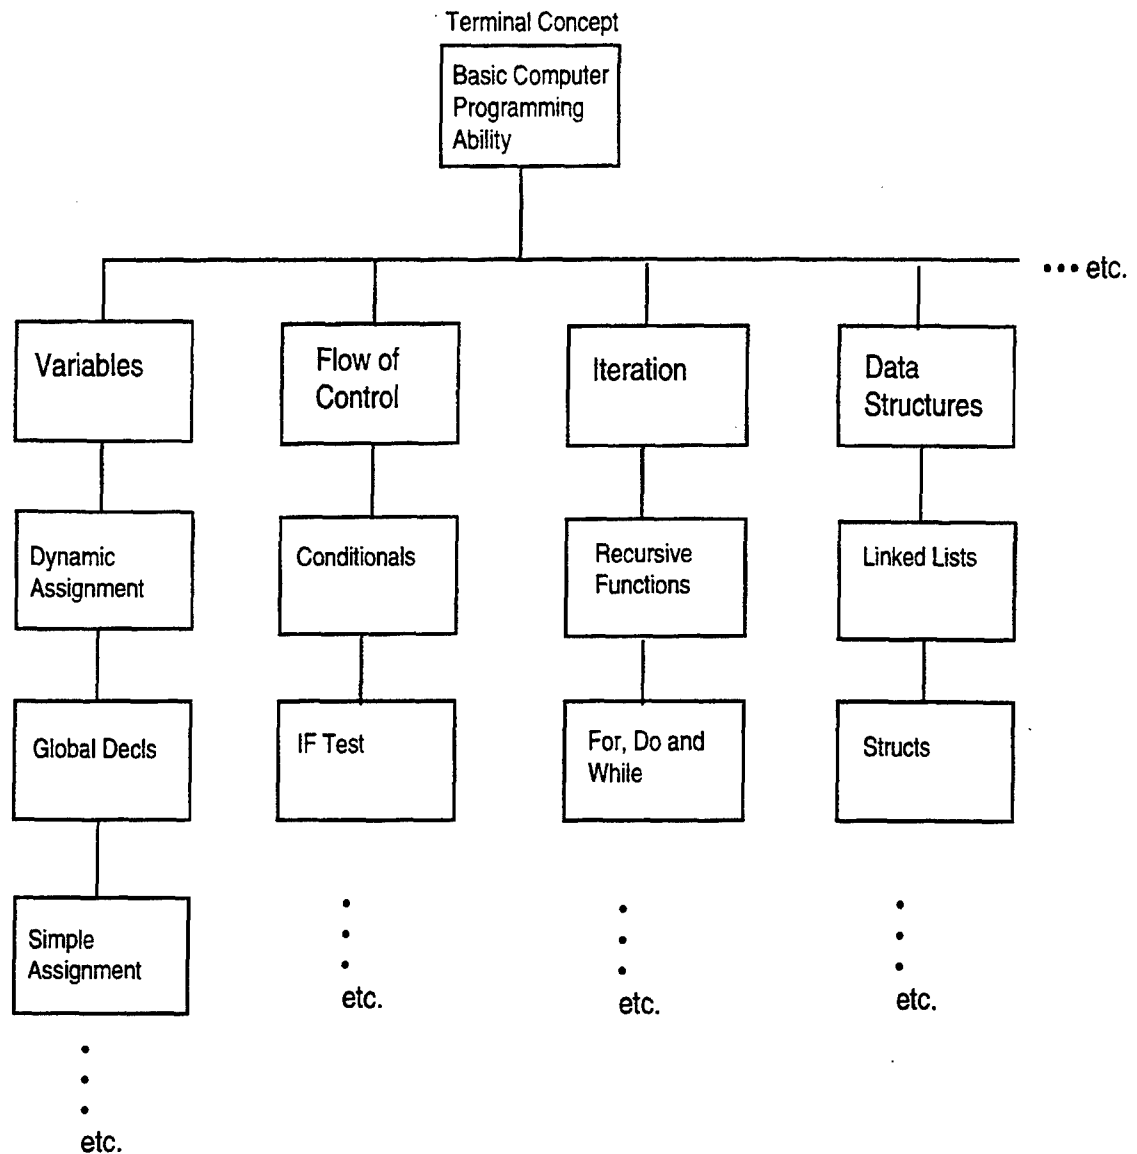 Terminal Concept
Basic Computer
Programming
Ability
••• etc.
Variables
Flow of
Control
Iteration
Data
Structures
Dynamic
Assignment
Conditionals
Recursive
Functions
Linked Lists
Global Decls
IF Test
For, Do and
While
Structs
Simple
Assignment
etc.
etc.
etc.
etc.